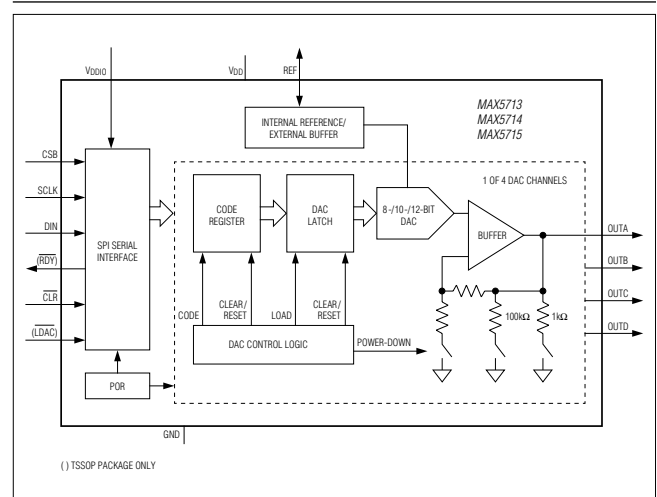 VDDIO
VDD
REF
MAX5713
MAX5714
MAX5715
INTERNAL REFERENCE/
EXTERNAL BUFFER
1 OF 4 DAC CHANNELS
CSB
SCLK
DIN
(RDY)
CLR
(LDAC)
SPI SERIAL
INTERFACE
CODE
REGISTER
DAC
LATCH
8-/10-/12-BIT
DAC
BUFFER
OUTA
OUTB
OUTC
OUTD
CODE
CLEAR/
RESET
LOAD
CLEAR/
RESET
100kΩ
1kΩ
DAC CONTROL LOGIC
POWER-DOWN
POR
GND
( ) TSSOP PACKAGE ONLY